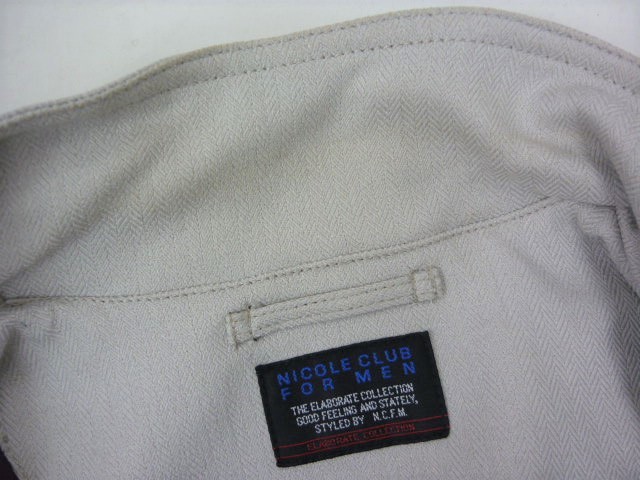 NICOLE CLUB
FOR MEN
THE ELABORATE COLLECTION
GOOD FEELING AND STATELY,
STYLED BY N.C.F.M.
ELABORATE COLLECTION